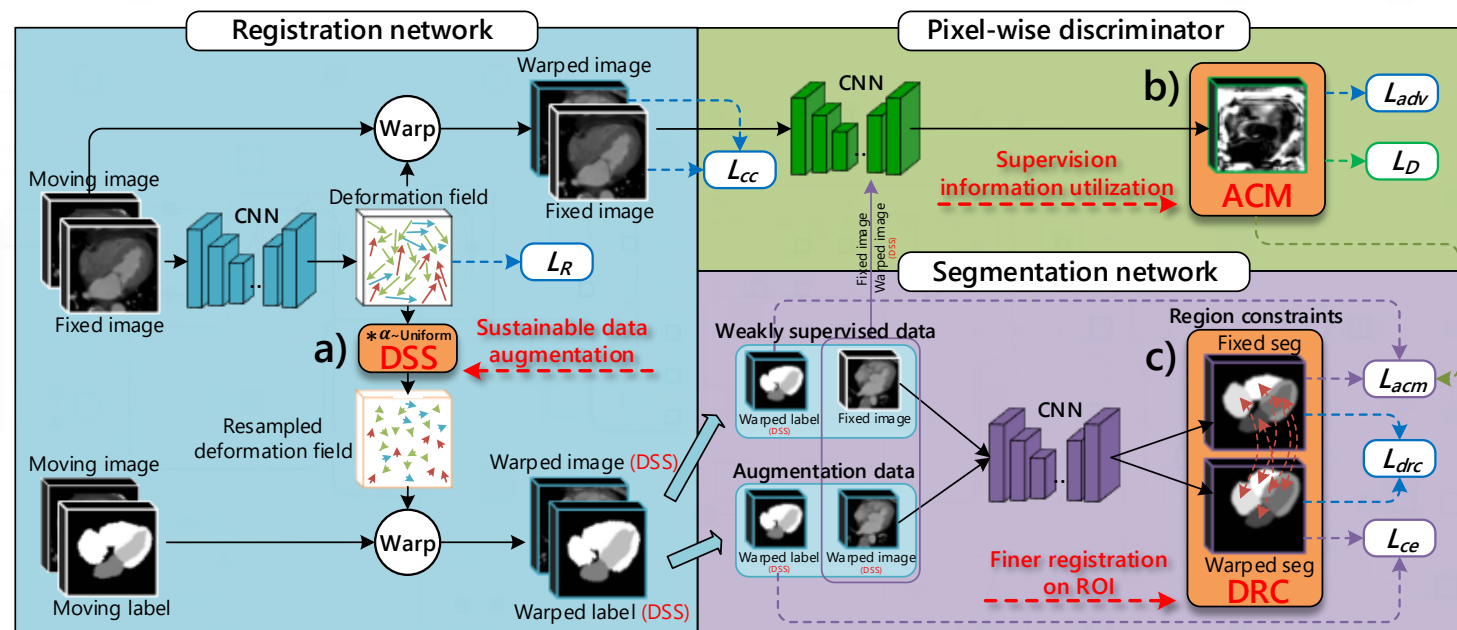 Registration network
Warped image
Warp
Moving image
Deformation field
CNN
Fixed image
L_cc
L_R
Fixed image
a)
*α~Uniform
DSS
Sustainable data
augmentation
Resampled
deformation field
Moving image
Warped image (DSS)
Warp
Moving label
Warped label (DSS)
Pixel-wise discriminator
CNN
b)
L_adv
L_D
ACM
Supervision
information utilization
Fixed image
Warped image
(DSS)
Segmentation network
Weakly supervised data
Warped label
(DSS)
Fixed image
Augmentation data
Warped label
(DSS)
Warped image
(DSS)
CNN
Region constraints
c)
Fixed seg
L_acm
L_drc
L_ce
Warped seg
DRC
Finer registration
on ROI